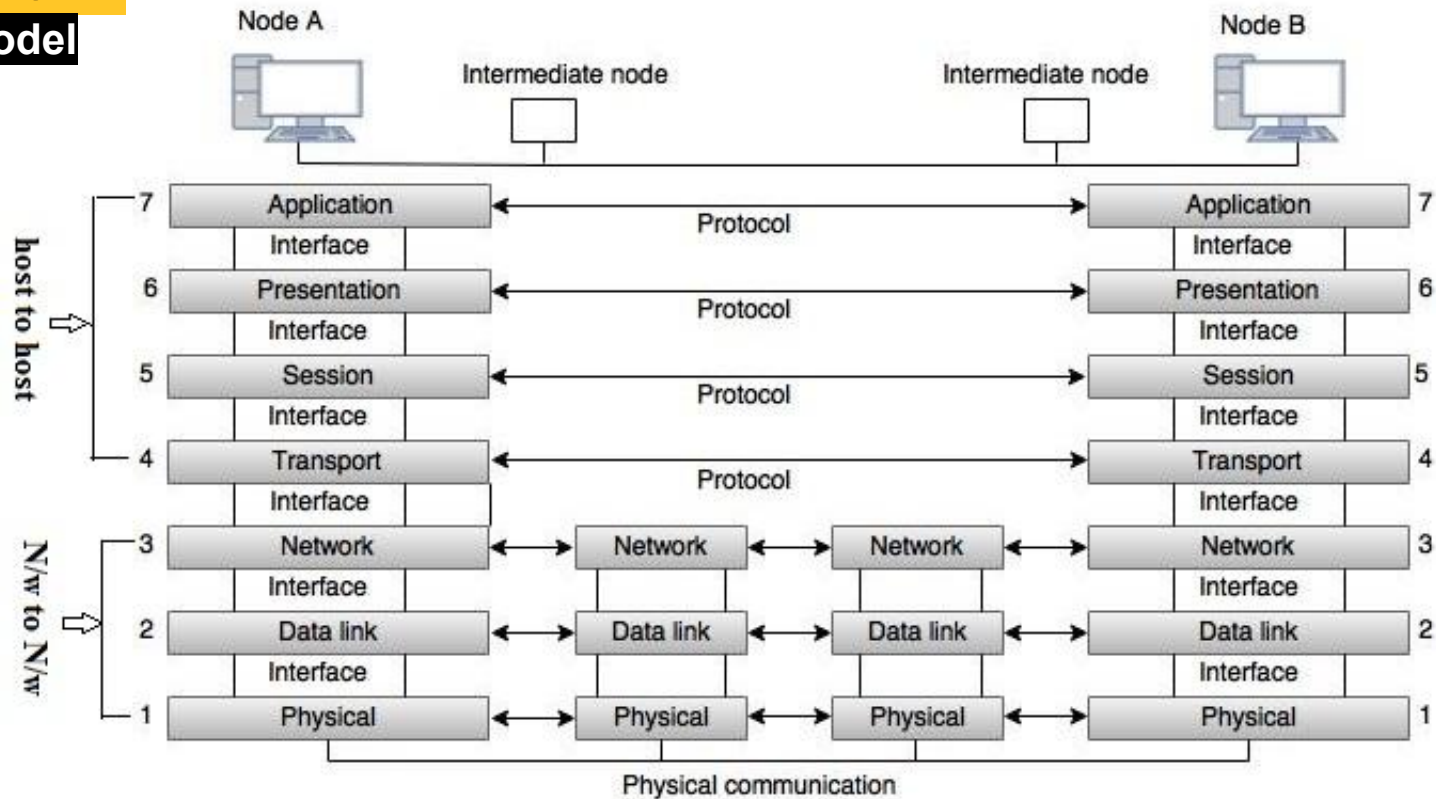 odel
Node A
Node B
Intermediate node
Intermediate node
7 Application Protocol Application 7
Interface Interface
6 Presentation Protocol Presentation 6
Interface Interface
5 Session Protocol Session 5
Interface Interface
4 Transport Protocol Transport 4
Interface Interface
3 Network Network Network Network 3
Interface Interface
2 Data link Data link Data link Data link 2
Interface Interface
1 Physical Physical Physical Physical 1
Physical communication
host to host
N/w to N/w